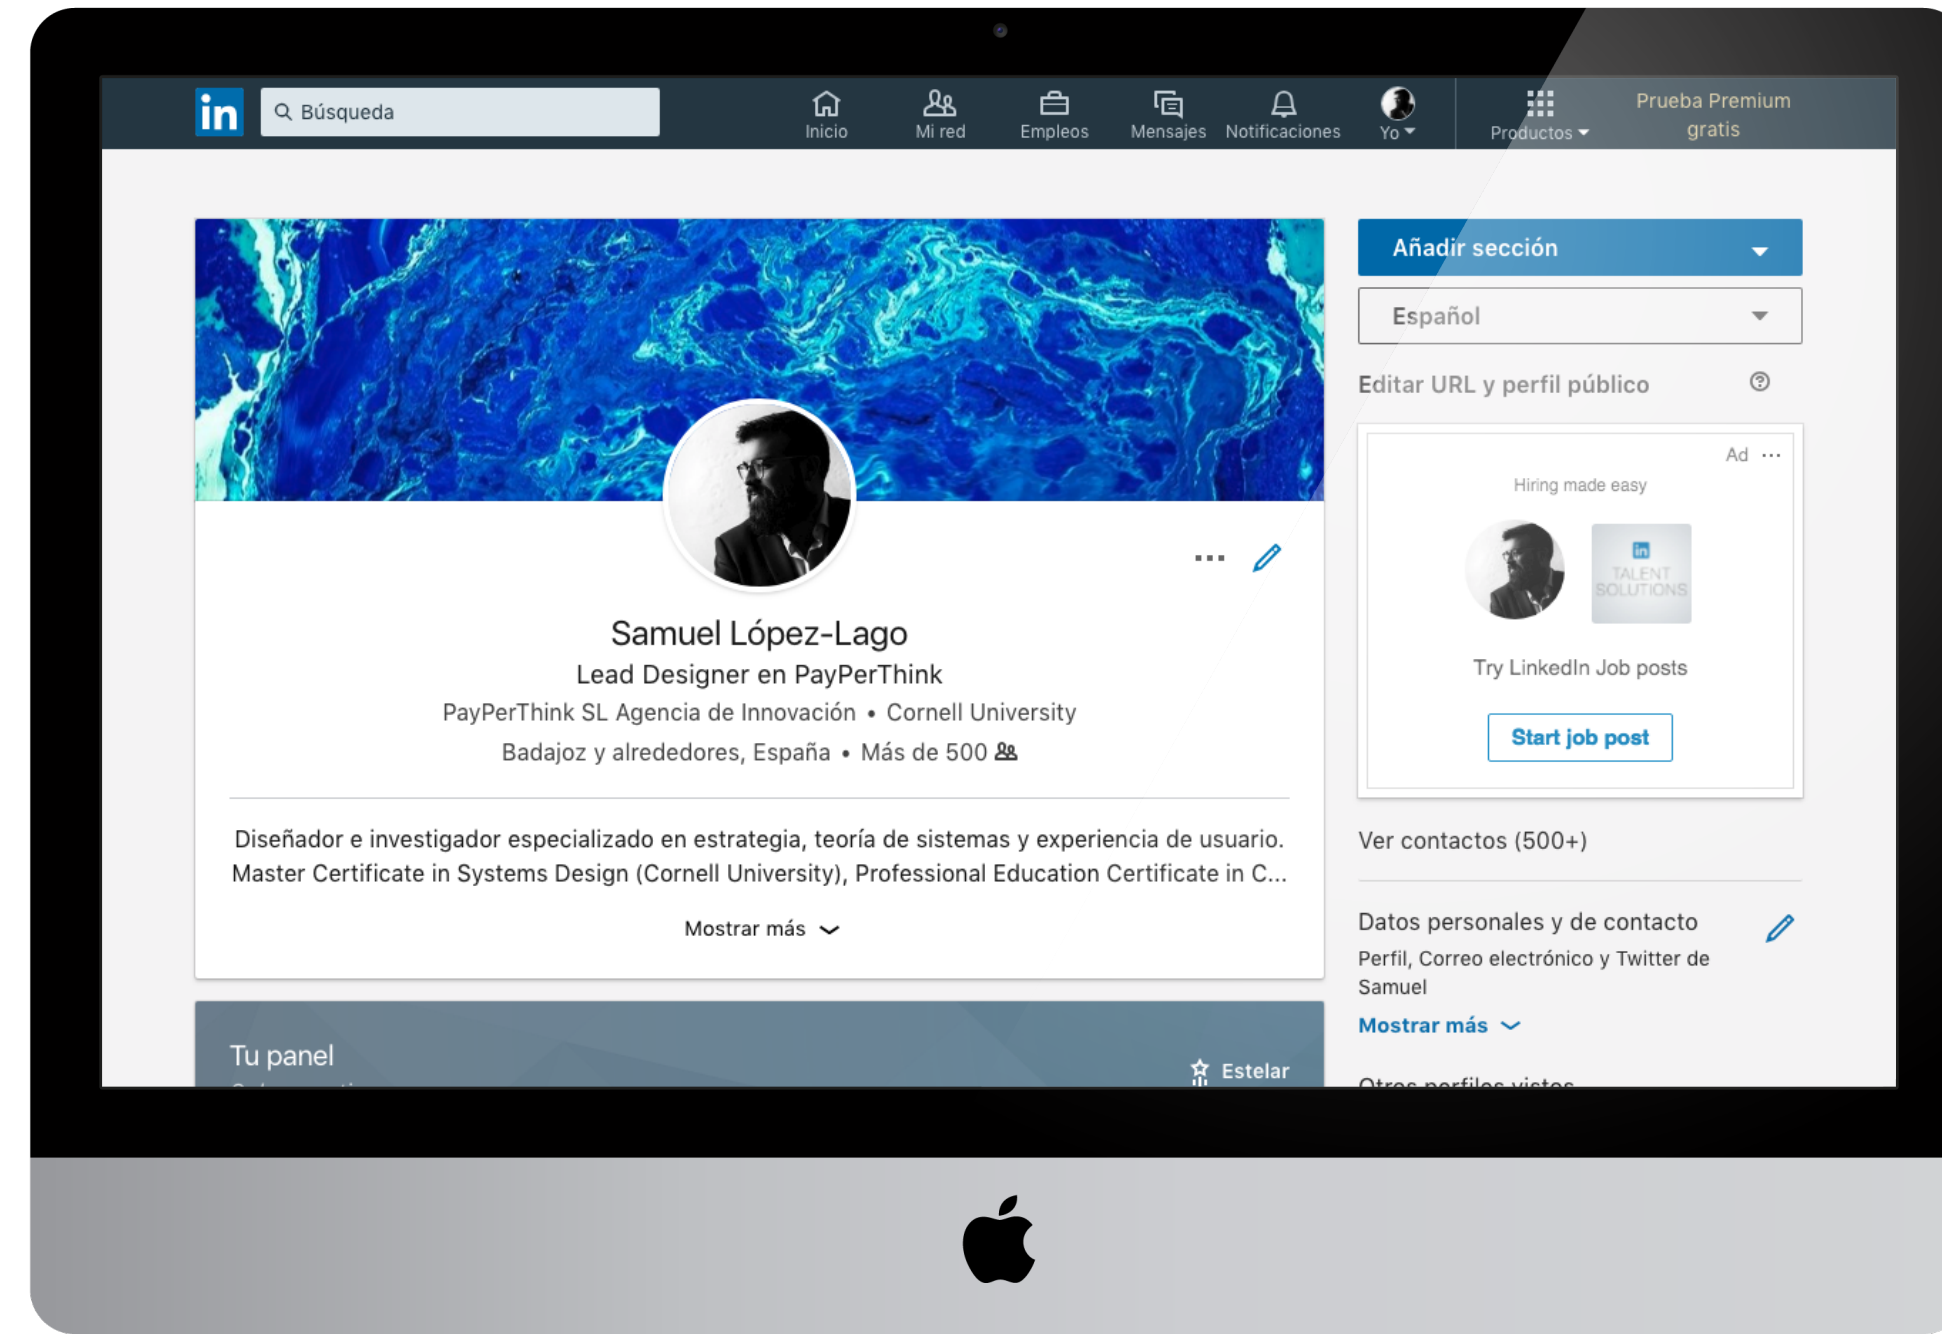 in
Búsqueda
Inicio
Mi red
Empleos
Mensajes
Notificaciones
Yo
Productos
Prueba Premium
gratis
Samuel López-Lago
Lead Designer en PayPerThink
PayPerThink SL Agencia de Innovación • Cornell University
Badajoz y alrededores, España • Más de 500
Diseñador e investigador especializado en estrategia, teoría de sistemas y experiencia de usuario.
Master Certificate in Systems Design (Cornell University), Professional Education Certificate in C...
Mostrar más
Tu panel
Estelar
Añadir sección
Español
Editar URL y perfil público
Ad
Hiring made easy
in
TALENT
SOLUTIONS
Try LinkedIn Job posts
Start job post
Ver contactos (500+)
Datos personales y de contacto
Perfil, Correo electrónico y Twitter de
Samuel
Mostrar más
Otros perfiles vistos